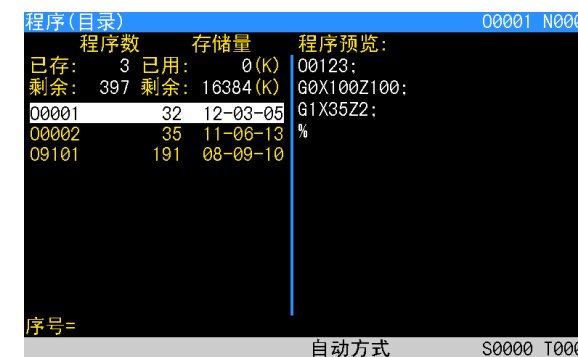 程序(目录) O0001 N000
程序数 存储量
已存: 3 已用: 0(K)
剩余: 397 剩余: 16384(K)
O0001 32 12-03-05
O0002 35 11-06-13
O9101 191 08-09-10
程序预览:
O0123;
G0X100Z100;
G1X35Z2;
%
序号=
自动方式 S0000 T000